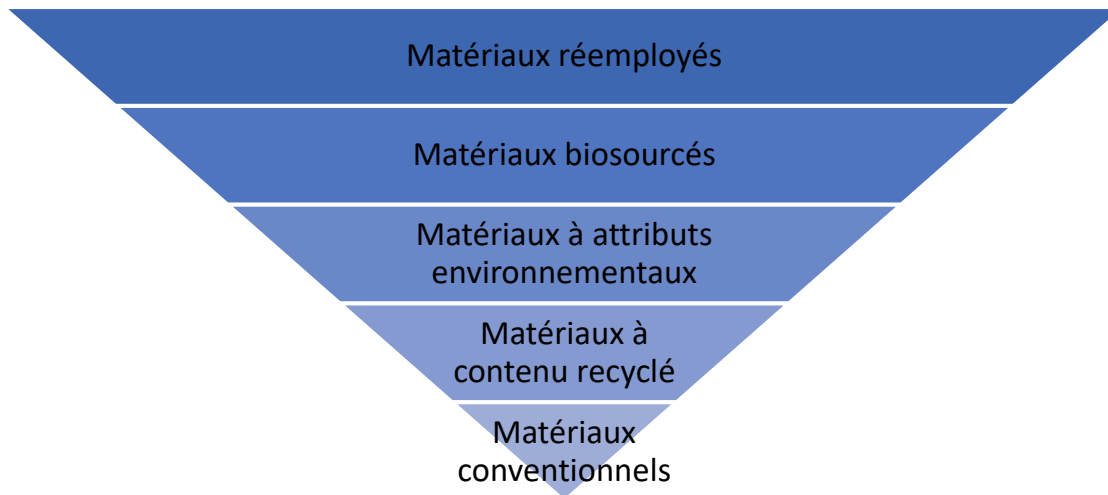 Matériaux réemployés
Matériaux biosourcés
Matériaux à attributs
environnementaux
Matériaux à
contenu recyclé
Matériaux
conventionnels